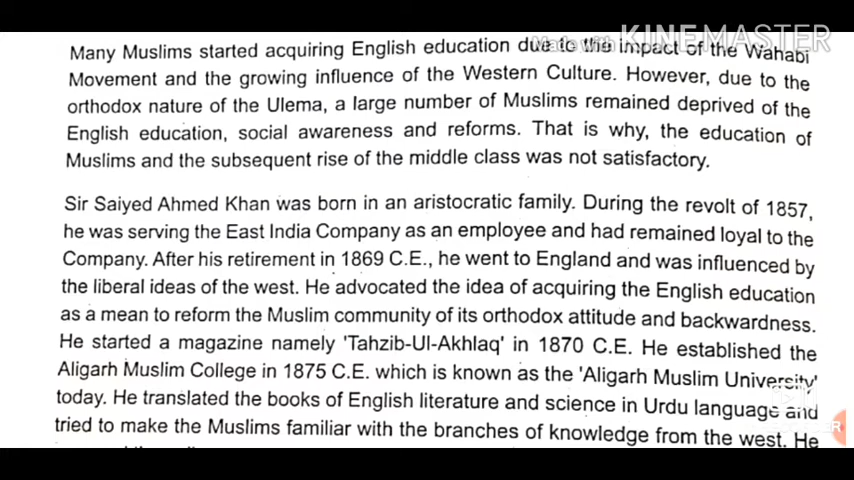 Made with KINEMASTER
Many Muslims started acquiring English education due to the impact of the Wahabi
Movement and the growing influence of the Western Culture. However, due to the
orthodox nature of the Ulema, a large number of Muslims remained deprived of the
English education, social awareness and reforms. That is why, the education of
Muslims and the subsequent rise of the middle class was not satisfactory.
Sir Saiyed Ahmed Khan was born in an aristocratic family. During the revolt of 1857,
he was serving the East India Company as an employee and had remained loyal to the
Company. After his retirement in 1869 C.E., he went to England and was influenced by
the liberal ideas of the west. He advocated the idea of acquiring the English education
as a mean to reform the Muslim community of its orthodox attitude and backwardness.
He started a magazine namely 'Tahzib-Ul-Akhlaq' in 1870 C.E. He established the
Aligarh Muslim College in 1875 C.E. which is known as the 'Aligarh Muslim University'
today. He translated the books of English literature and science in Urdu language and
RECORDER
tried to make the Muslims familiar with the branches of knowledge from the west. He